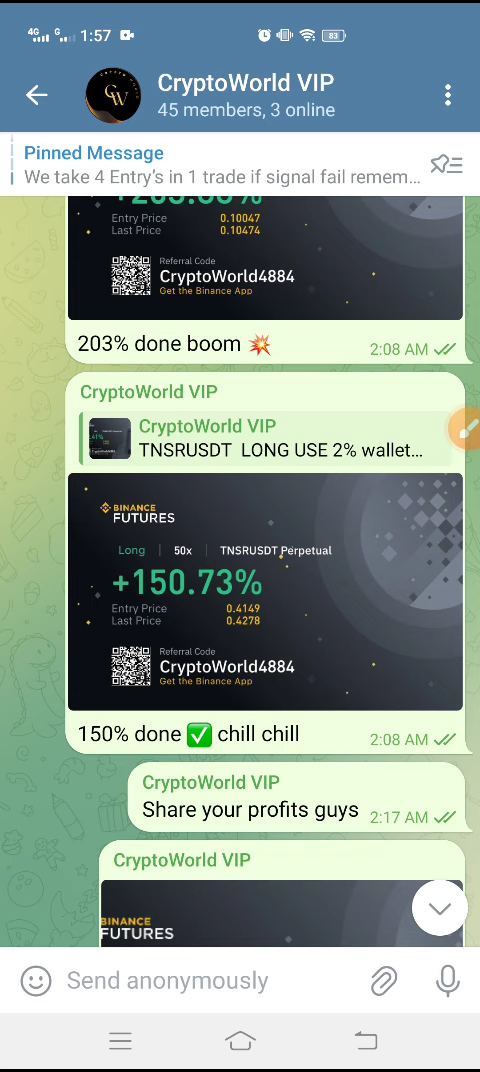 4G G 1:57 83
CryptoWorld VIP
45 members, 3 online
Pinned Message
We take 4 Entry's in 1 trade if signal fail remem...
Entry Price 0.10047
Last Price 0.10474
Referral Code
CryptoWorld4884
Get the Binance App
203% done boom 💥 2:08 AM
CryptoWorld VIP
CryptoWorld VIP
TNSRUSDT LONG USE 2% wallet...
BINANCE
FUTURES
Long | 50x | TNSRUSDT Perpetual
+150.73%
Entry Price 0.4149
Last Price 0.4278
Referral Code
CryptoWorld4884
Get the Binance App
150% done ✅ chill chill 2:08 AM
CryptoWorld VIP
Share your profits guys 2:17 AM
CryptoWorld VIP
BINANCE
FUTURES
Send anonymously